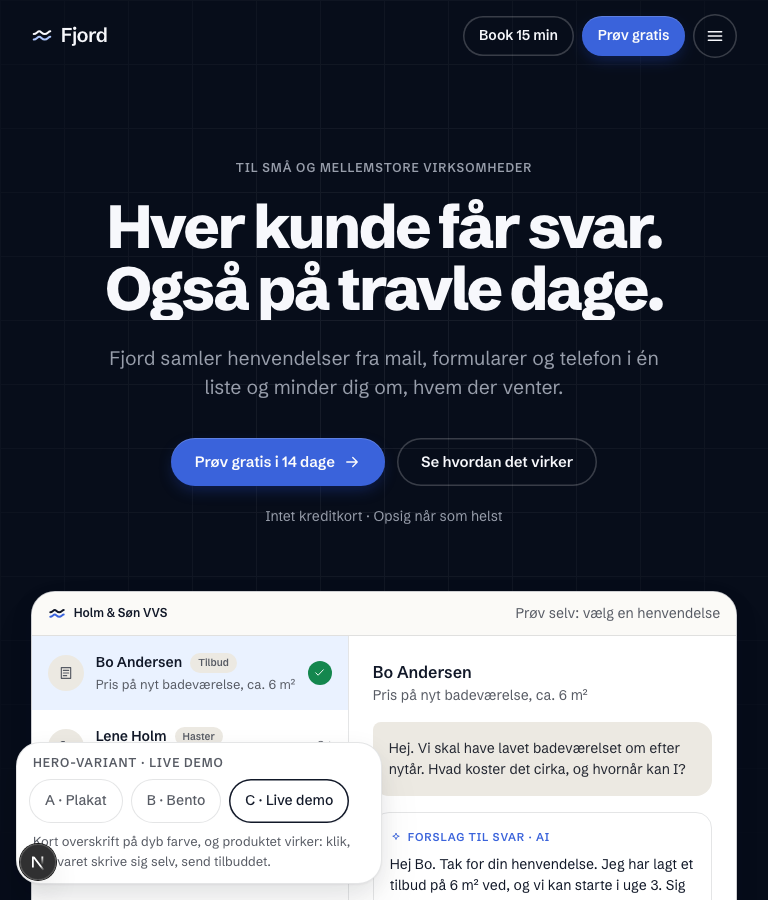 Fjord
Book 15 min
Prøv gratis
TIL SMÅ OG MELLEMSTORE VIRKSOMHEDER
Hver kunde får svar.
Også på travle dage.
Fjord samler henvendelser fra mail, formularer og telefon i én
liste og minder dig om, hvem der venter.
Prøv gratis i 14 dage →
Se hvordan det virker
Intet kreditkort · Opsig når som helst
Holm & Søn VVS
Prøv selv: vælg en henvendelse
Bo Andersen Tilbud
Pris på nyt badeværelse, ca. 6 m²
Lene Holm Haster
Bo Andersen
Pris på nyt badeværelse, ca. 6 m²
Hej. Vi skal have lavet badeværelset om efter
nytår. Hvad koster det cirka, og hvornår kan I?
FORSLAG TIL SVAR · AI
Hej Bo. Tak for din henvendelse. Jeg har lagt et
tilbud på 6 m² ved, og vi kan starte i uge 3. Sig
HERO-VARIANT · LIVE DEMO
A · Plakat
B · Bento
C · Live demo
Kort overskrift på dyb farve, og produktet virker: klik,
varet skrive sig selv, send tilbuddet.
N